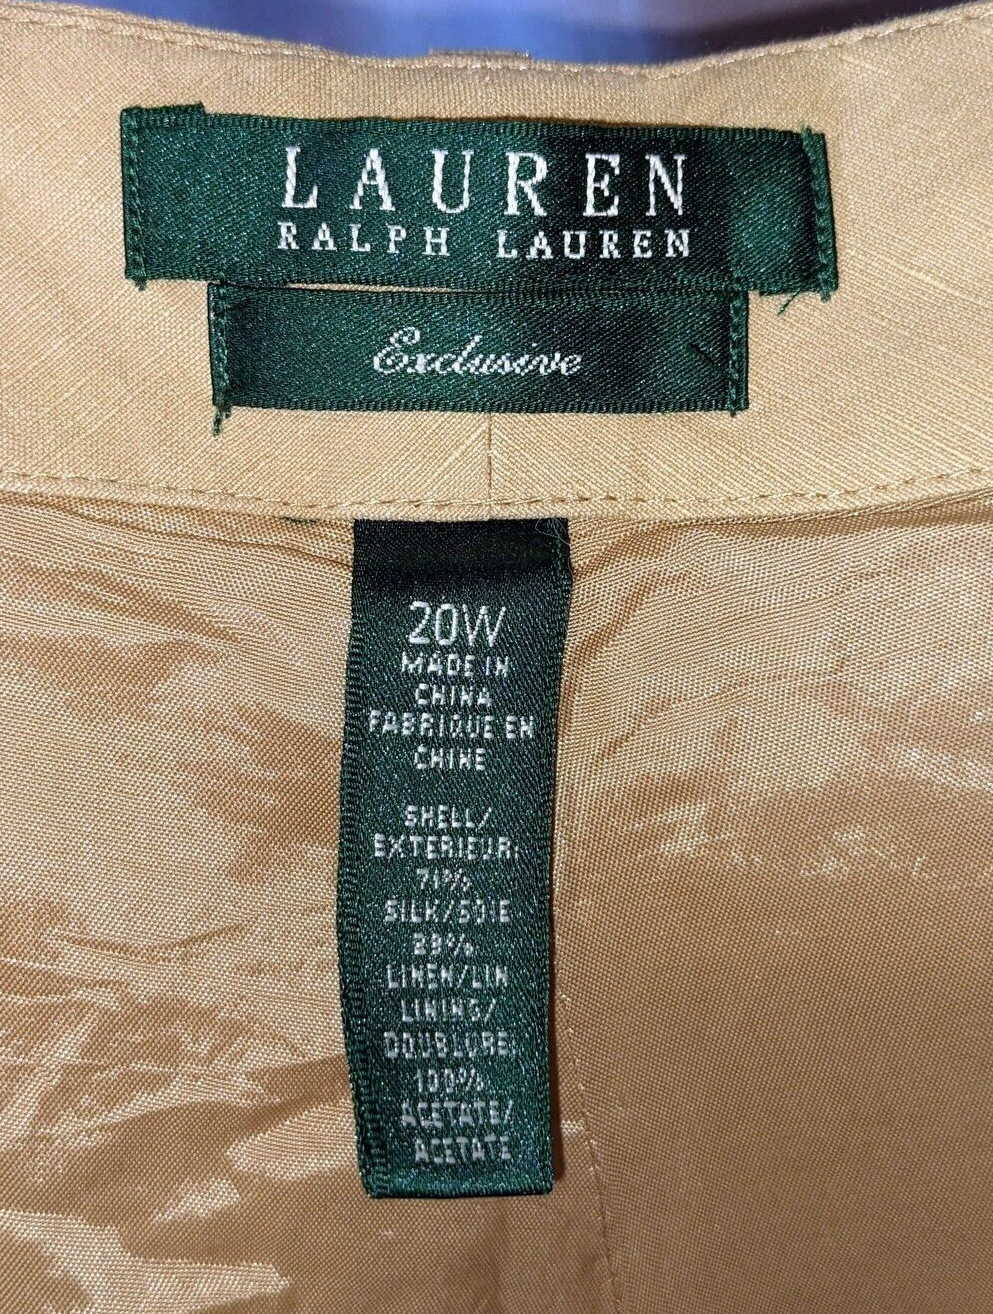 LAUREN
RALPH LAUREN
Exclusive
20W
MADE IN
CHINA
FABRIQUE EN
CHINE
SHELL/
EXTERIEUR:
71%
SILK/SOIE
29%
LINEN/LIN
LINING/
DOUBLURE:
100%
ACETATE/
ACETATE